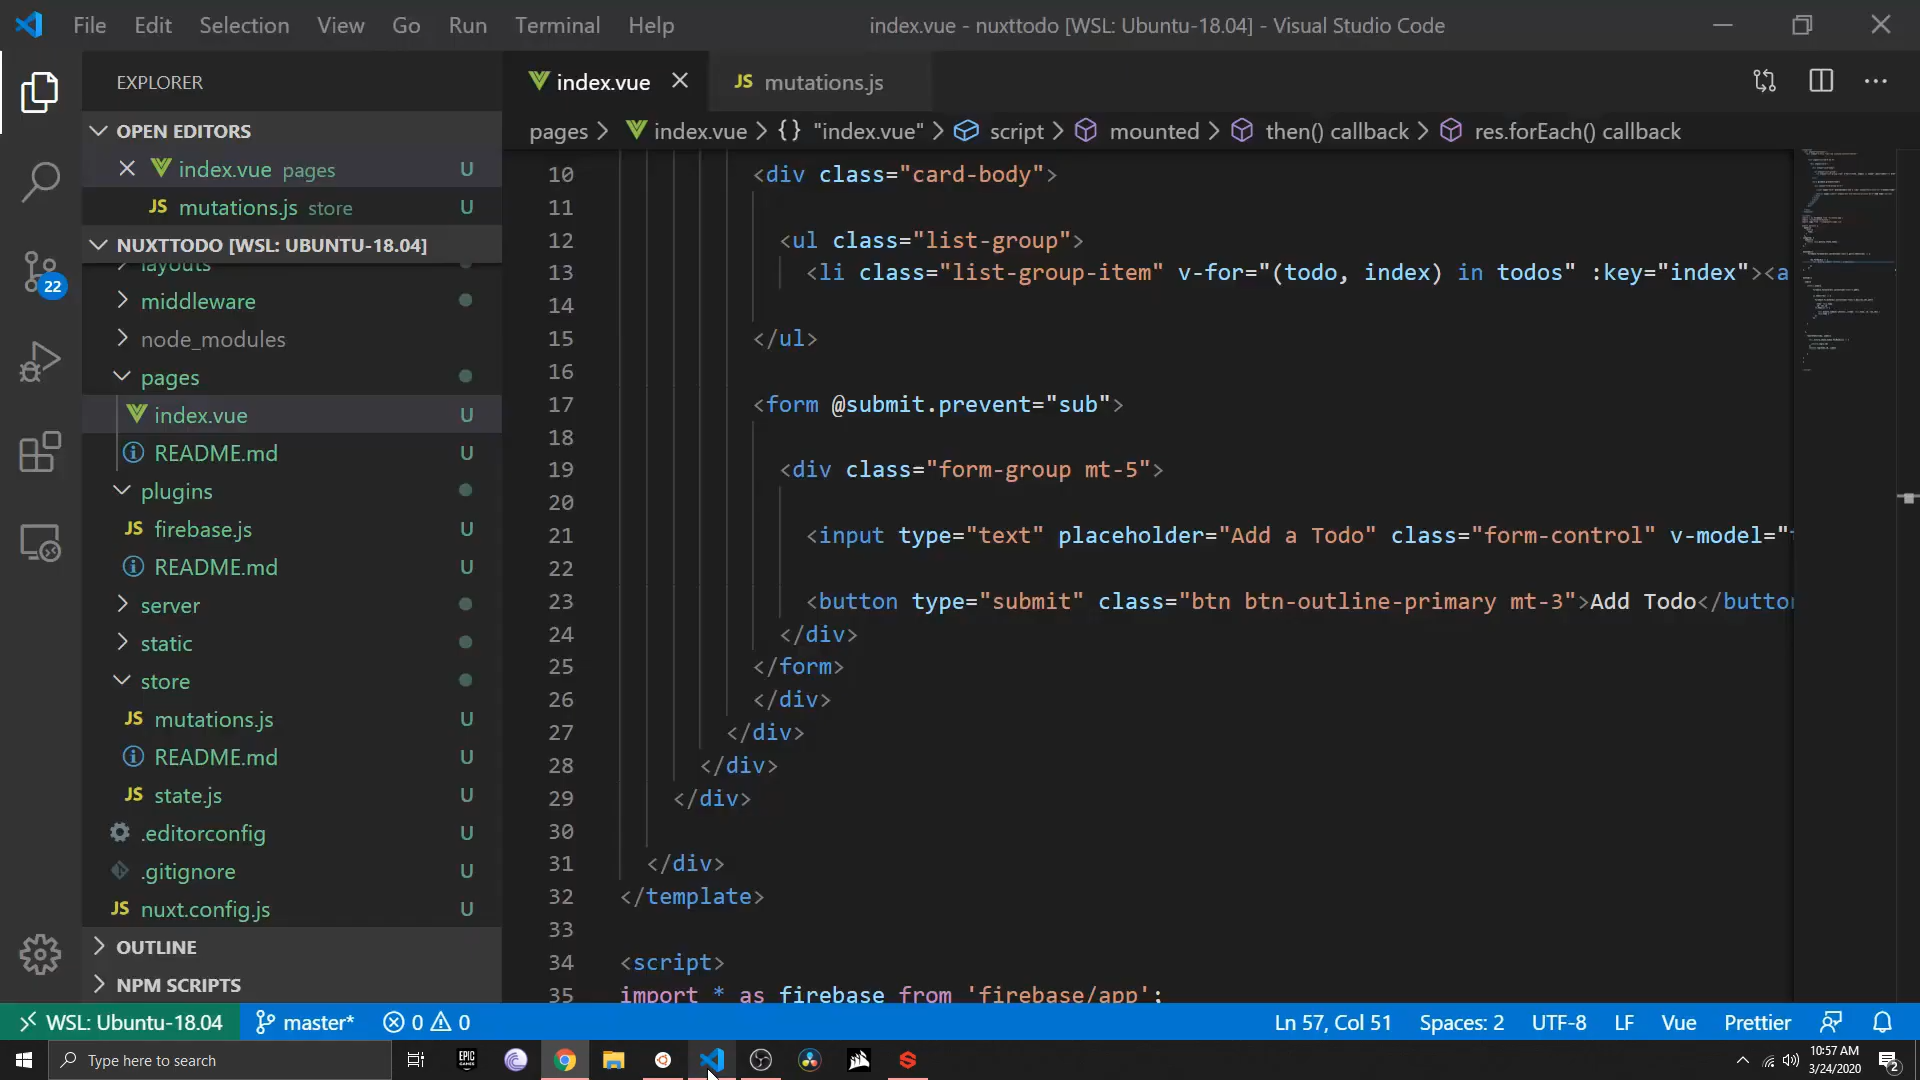 File Edit Selection View Go Run Terminal Help index.vue - nuxttodo [WSL: Ubuntu-18.04] - Visual Studio Code
EXPLORER
OPEN EDITORS
index.vue pages U
mutations.js store U
NUXTTODO [WSL: UBUNTU-18.04]
layouts
middleware
node_modules
pages
index.vue U
README.md U
plugins
firebase.js U
README.md U
server
static
store
mutations.js U
README.md U
state.js U
.editorconfig U
.gitignore U
nuxt.config.js U
OUTLINE
NPM SCRIPTS
22
index.vue
JS mutations.js
pages > index.vue > {} "index.vue" > script > mounted > then() callback > res.forEach() callback
10 <div class="card-body">
11
12 <ul class="list-group">
13 <li class="list-group-item" v-for="(todo, index) in todos" :key="index"><a
14
15 </ul>
16
17 <form @submit.prevent="sub">
18
19 <div class="form-group mt-5">
20
21 <input type="text" placeholder="Add a Todo" class="form-control" v-model="
22
23 <button type="submit" class="btn btn-outline-primary mt-3">Add Todo</button
24 </div>
25 </form>
26 </div>
27 </div>
28 </div>
29 </div>
30
31 </div>
32 </template>
33
34 <script>
35 import * as firebase from 'firebase/app';
WSL: Ubuntu-18.04 master* 0 0 Ln 57, Col 51 Spaces: 2 UTF-8 LF Vue Prettier
Type here to search
EPIC GAMES
10:57 AM
3/24/2020
2